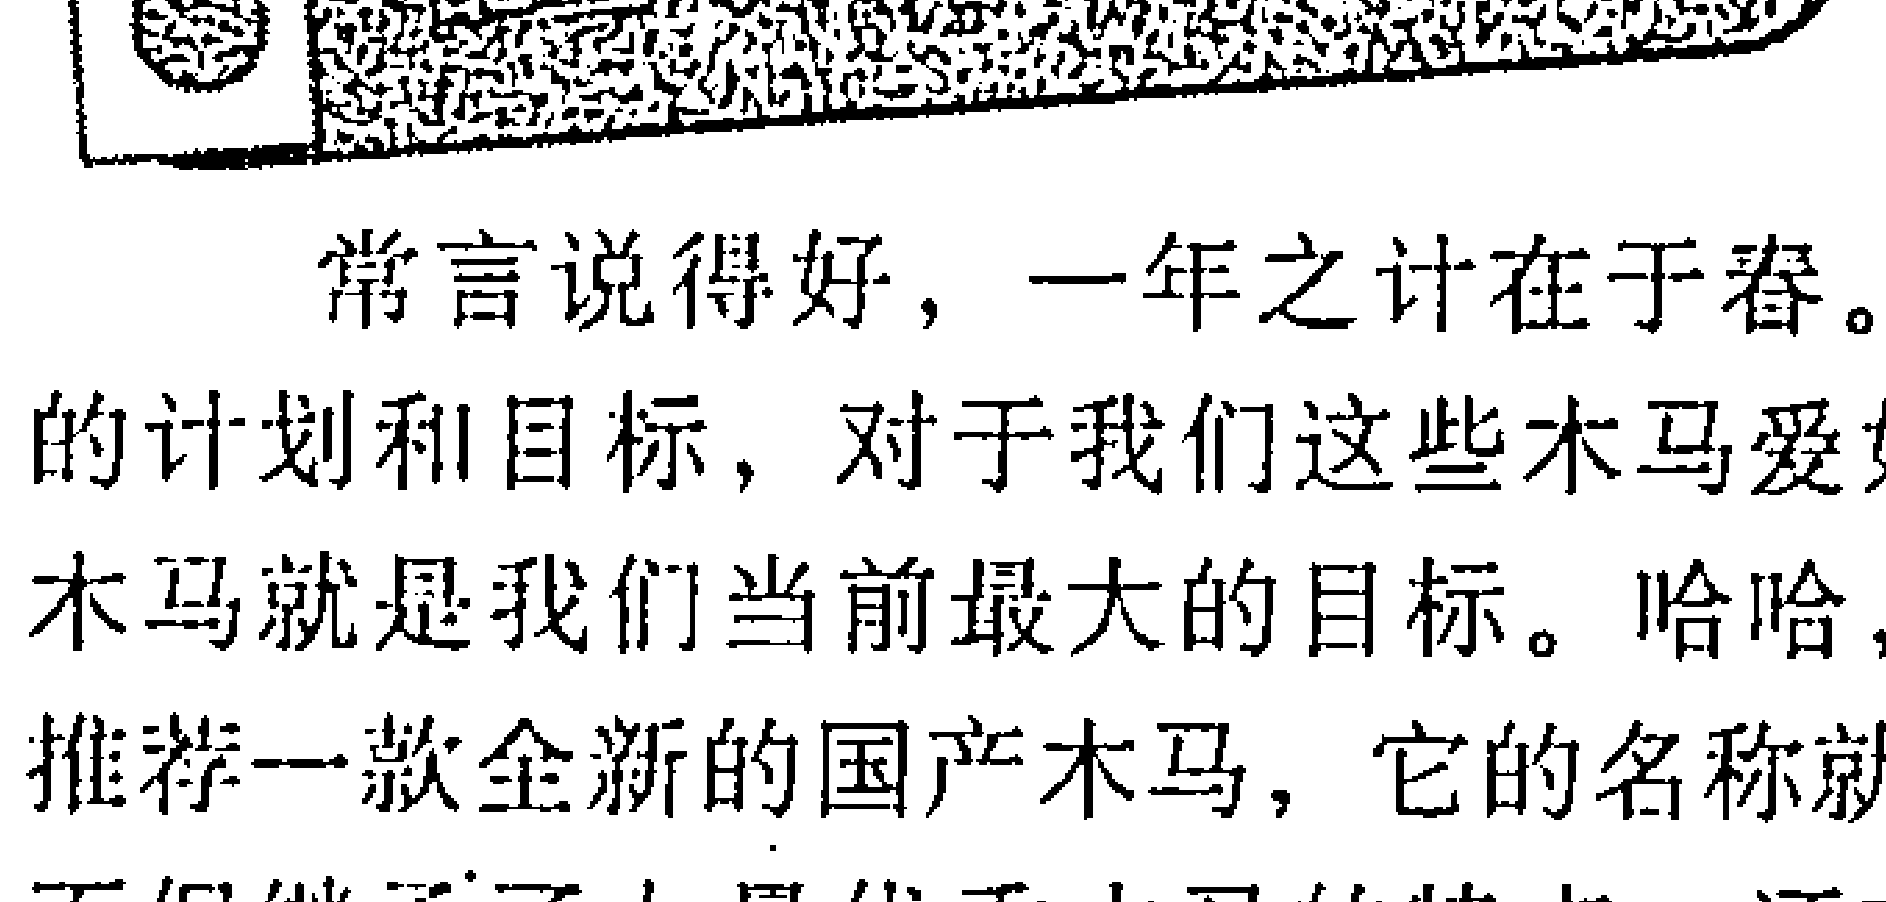 常言说得好，一年之计在于春。
的计划和目标，对于我们这些木马爱
木马就是我们当前最大的目标。哈哈，
推荐一款全新的国产木马，它的名称就